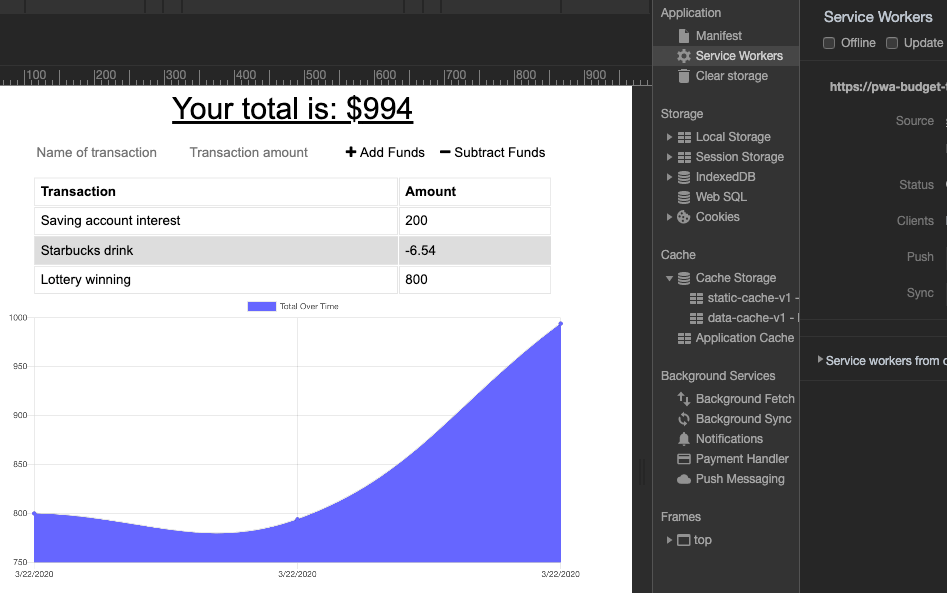 100 200 300 400 500 600 700 800 900
Your total is: $994
Name of transaction Transaction amount Add Funds Subtract Funds
Transaction Amount
Saving account interest 200
Starbucks drink -6.54
Lottery winning 800
Total Over Time
1000
950
900
850
800
750
3/22/2020 3/22/2020 3/22/2020
Application
Manifest
Service Workers
Clear storage
Storage
Local Storage
Session Storage
IndexedDB
Web SQL
Cookies
Cache
Cache Storage
static-cache-v1 -
data-cache-v1 -
Application Cache
Background Services
Background Fetch
Background Sync
Notifications
Payment Handler
Push Messaging
Frames
top
Service Workers
Offline Update
https://pwa-budget-
Source
Status
Clients
Push
Sync
Service workers from